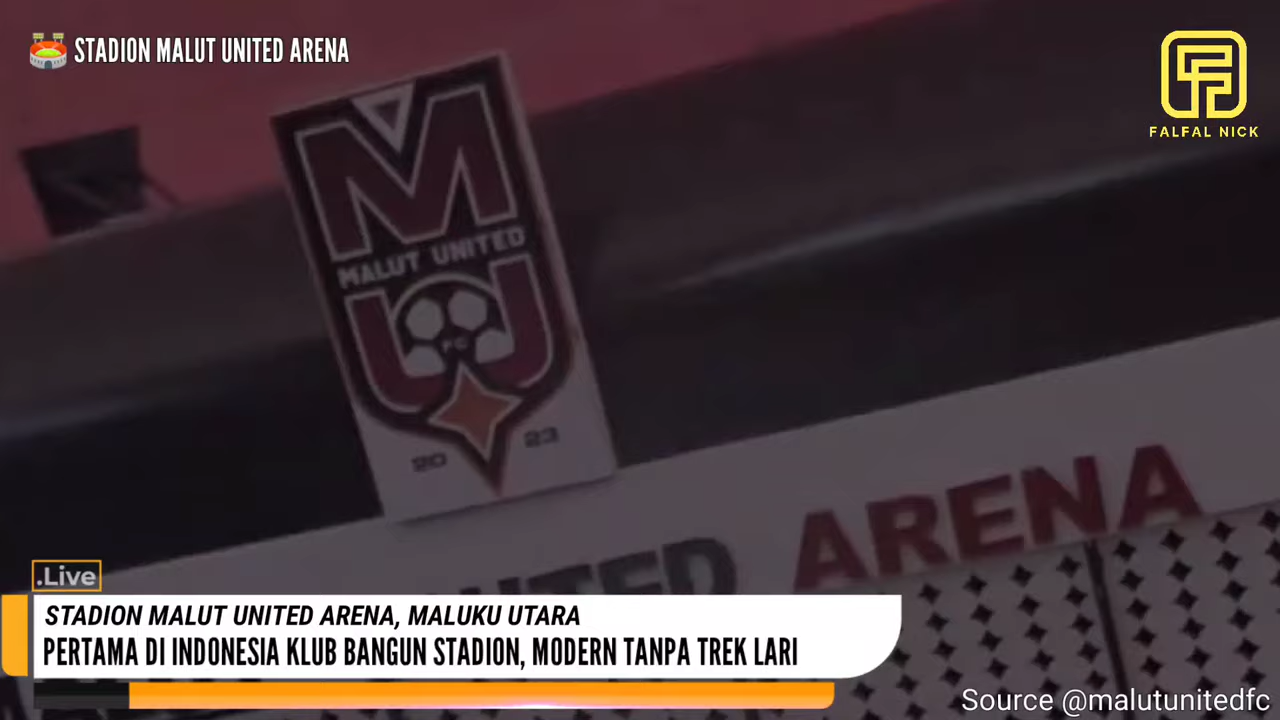 STADION MALUT UNITED ARENA
FALFAL NICK
M
MALUT UNITED
U
FC
20 23
UNITED ARENA
.Live
STADION MALUT UNITED ARENA, MALUKU UTARA
PERTAMA DI INDONESIA KLUB BANGUN STADION, MODERN TANPA TREK LARI
Source @malutunitedfc